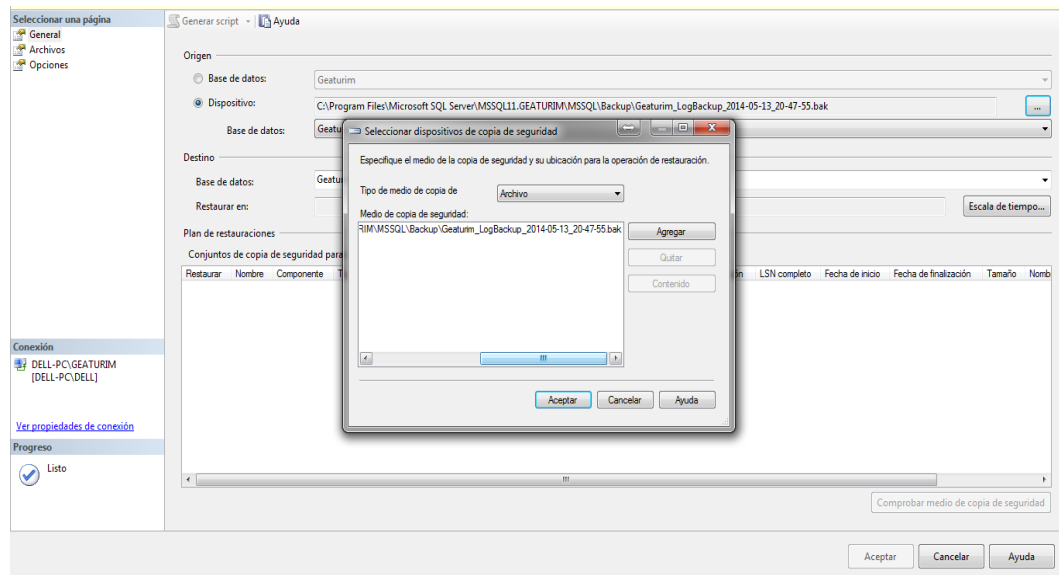 Seleccionar una página
General
Archivos
Opciones
Generar script
Ayuda
Origen
Base de datos:
Geaturim
Dispositivo:
C:\Program Files\Microsoft SQL Server\MSSQL11.GEATURIM\MSSQL\Backup\Geaturim_LogBackup_2014-05-13_20-47-55.bak
...
Base de datos:
Geatu
Destino
Base de datos:
Geatu
Restaurar en:
Escala de tiempo...
Plan de restauraciones
Conjuntos de copia de seguridad para
Restaurar Nombre Componente T ón LSN completo Fecha de inicio Fecha de finalización Tamaño Nomb
Seleccionar dispositivos de copia de seguridad
Especifique el medio de la copia de seguridad y su ubicación para la operación de restauración.
Tipo de medio de copia de
Archivo
Medio de copia de seguridad:
RIM\MSSQL\Backup\Geaturim_LogBackup_2014-05-13_20-47-55.bak
Agregar
Quitar
Contenido
Aceptar
Cancelar
Ayuda
Conexión
DELL-PC\GEATURIM
[DELL-PC\DELL]
Ver propiedades de conexión
Progreso
Listo
Comprobar medio de copia de seguridad
Aceptar
Cancelar
Ayuda